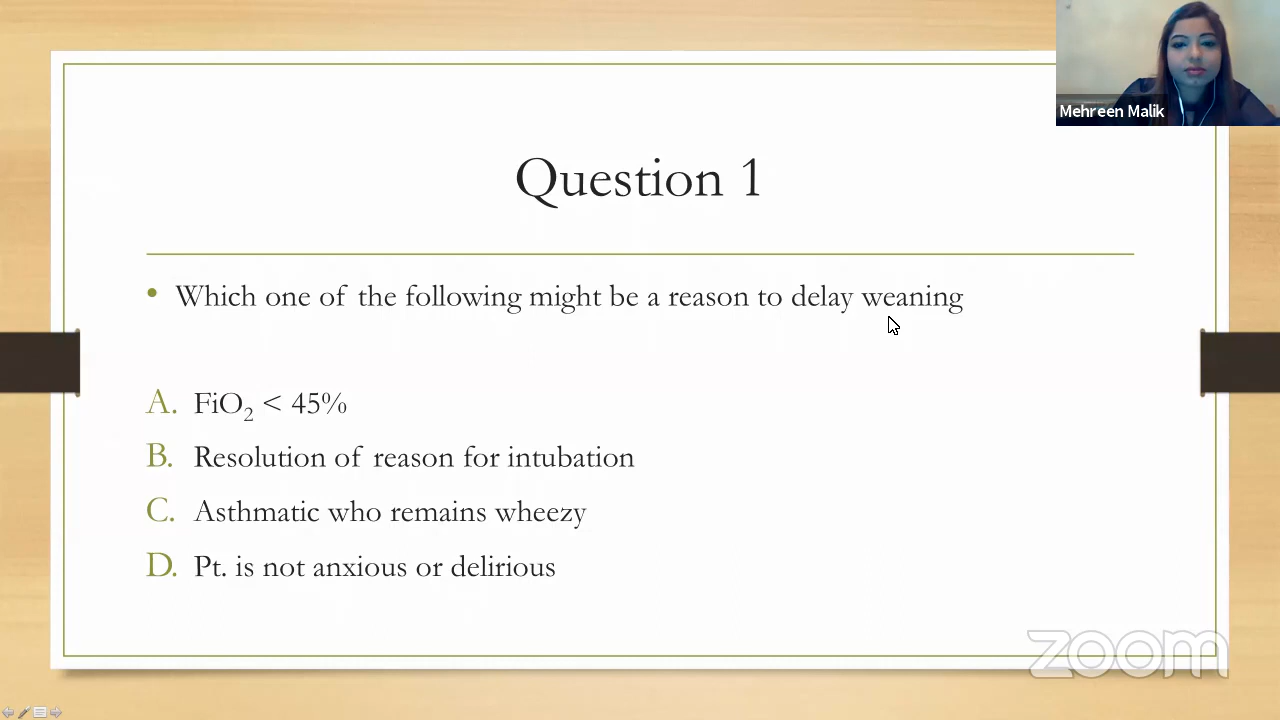 Mehreen Malik
Question 1
• Which one of the following might be a reason to delay weaning
A. FiO₂ < 45%
B. Resolution of reason for intubation
C. Asthmatic who remains wheezy
D. Pt. is not anxious or delirious
zoom